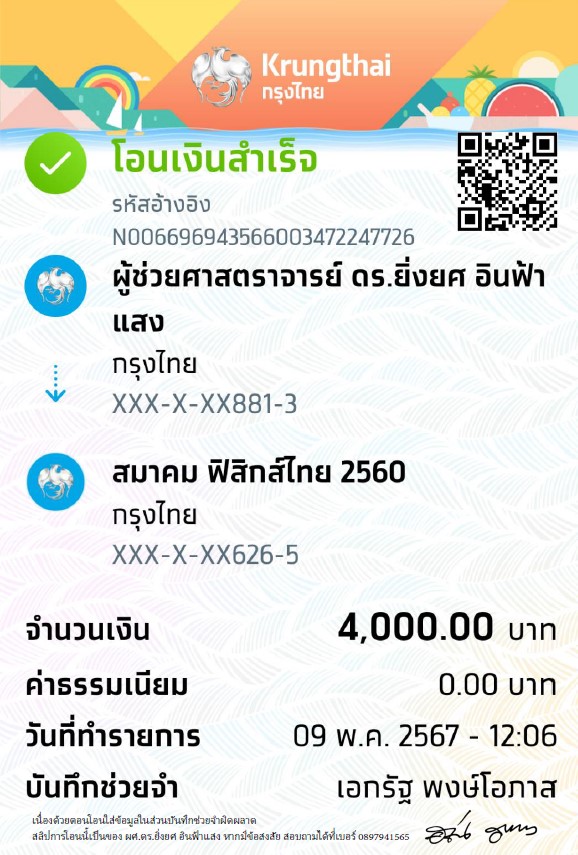 Krungthai
กรุงไทย
โอนเงินสำเร็จ
รหัสอ้างอิง
N006696943566003472247726
ผู้ช่วยศาสตราจารย์ ดร.ยิ่งยศ อินฟ้า
แสง
กรุงไทย
XXX-X-XX881-3
สมาคม ฟิสิกส์ไทย 2560
กรุงไทย
XXX-X-XX626-5
จำนวนเงิน 4,000.00 บาท
ค่าธรรมเนียม 0.00 บาท
วันที่ทำรายการ 09 พ.ค. 2567 - 12:06
บันทึกช่วยจำ เอกรัฐ พงษ์โอภาส
เนื่องด้วยตอนโอนใส่ข้อมูลในส่วนบันทึกช่วยจำผิดพลาด
สลิปการโอนนี้เป็นของ ผศ.ดร.ยิ่งยศ อินฟ้าแสง หากมีข้อสงสัย สอบถามได้ที่เบอร์ 0897941565